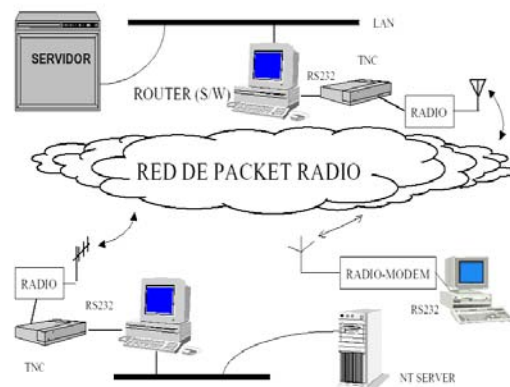 LAN
SERVIDOR
TNC
RS232
ROUTER (S/W)
RADIO
RED DE PACKET RADIO
RADIO
RADIO-MODEM
RS232
RS232
TNC
NT SERVER